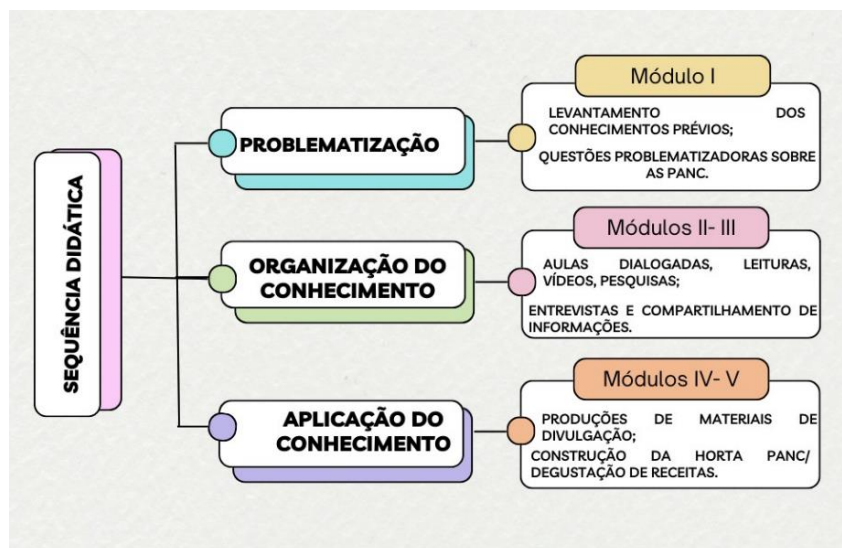 SEQUÊNCIA DIDÁTICA
PROBLEMATIZAÇÃO
Módulo I
LEVANTAMENTO DOS
CONHECIMENTOS PRÉVIOS;
QUESTÕES PROBLEMATIZADORAS SOBRE
AS PANC.
ORGANIZAÇÃO DO
CONHECIMENTO
Módulos II- III
AULAS DIALOGADAS, LEITURAS,
VÍDEOS, PESQUISAS;
ENTREVISTAS E COMPARTILHAMENTO DE
INFORMAÇÕES.
APLICAÇÃO DO
CONHECIMENTO
Módulos IV- V
PRODUÇÕES DE MATERIAIS DE
DIVULGAÇÃO;
CONSTRUÇÃO DA HORTA PANC/
DEGUSTAÇÃO DE RECEITAS.